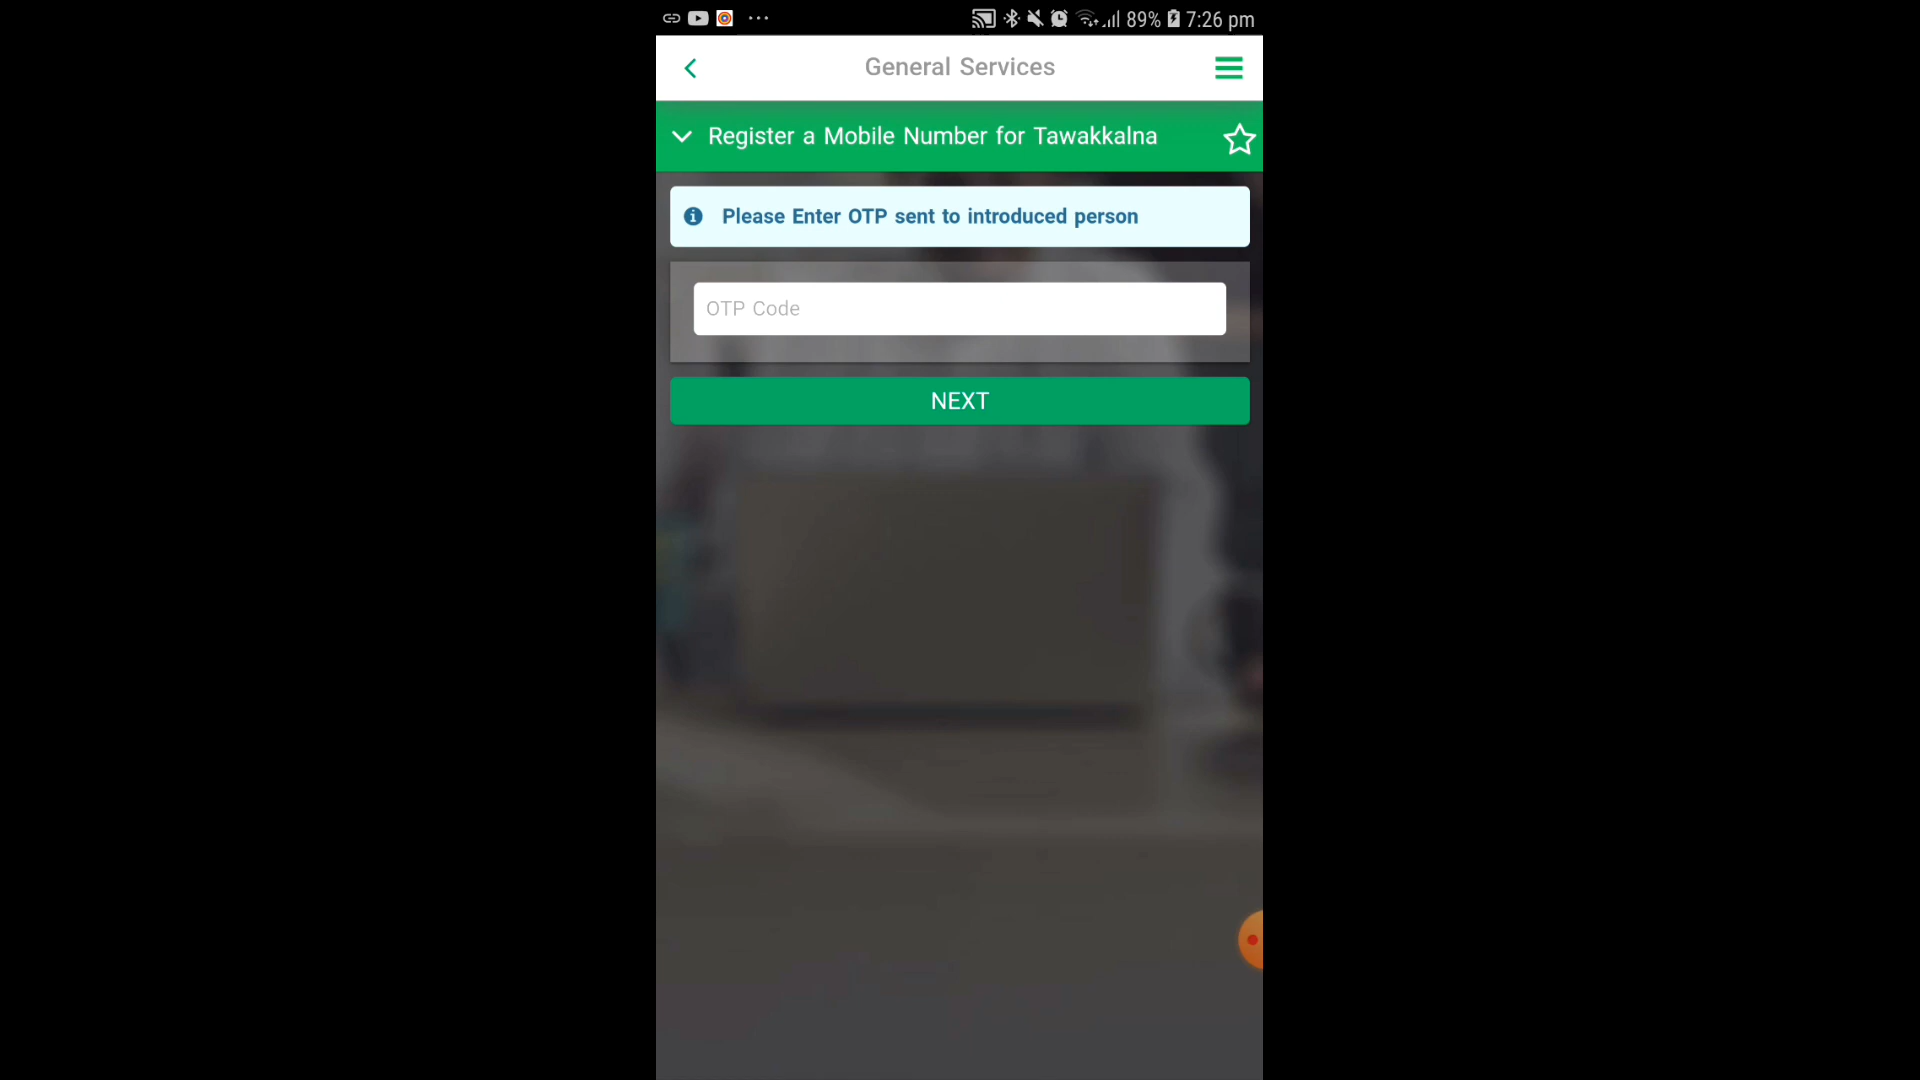 89% 7:26 pm
General Services
Register a Mobile Number for Tawakkalna
Please Enter OTP sent to introduced person
OTP Code
NEXT